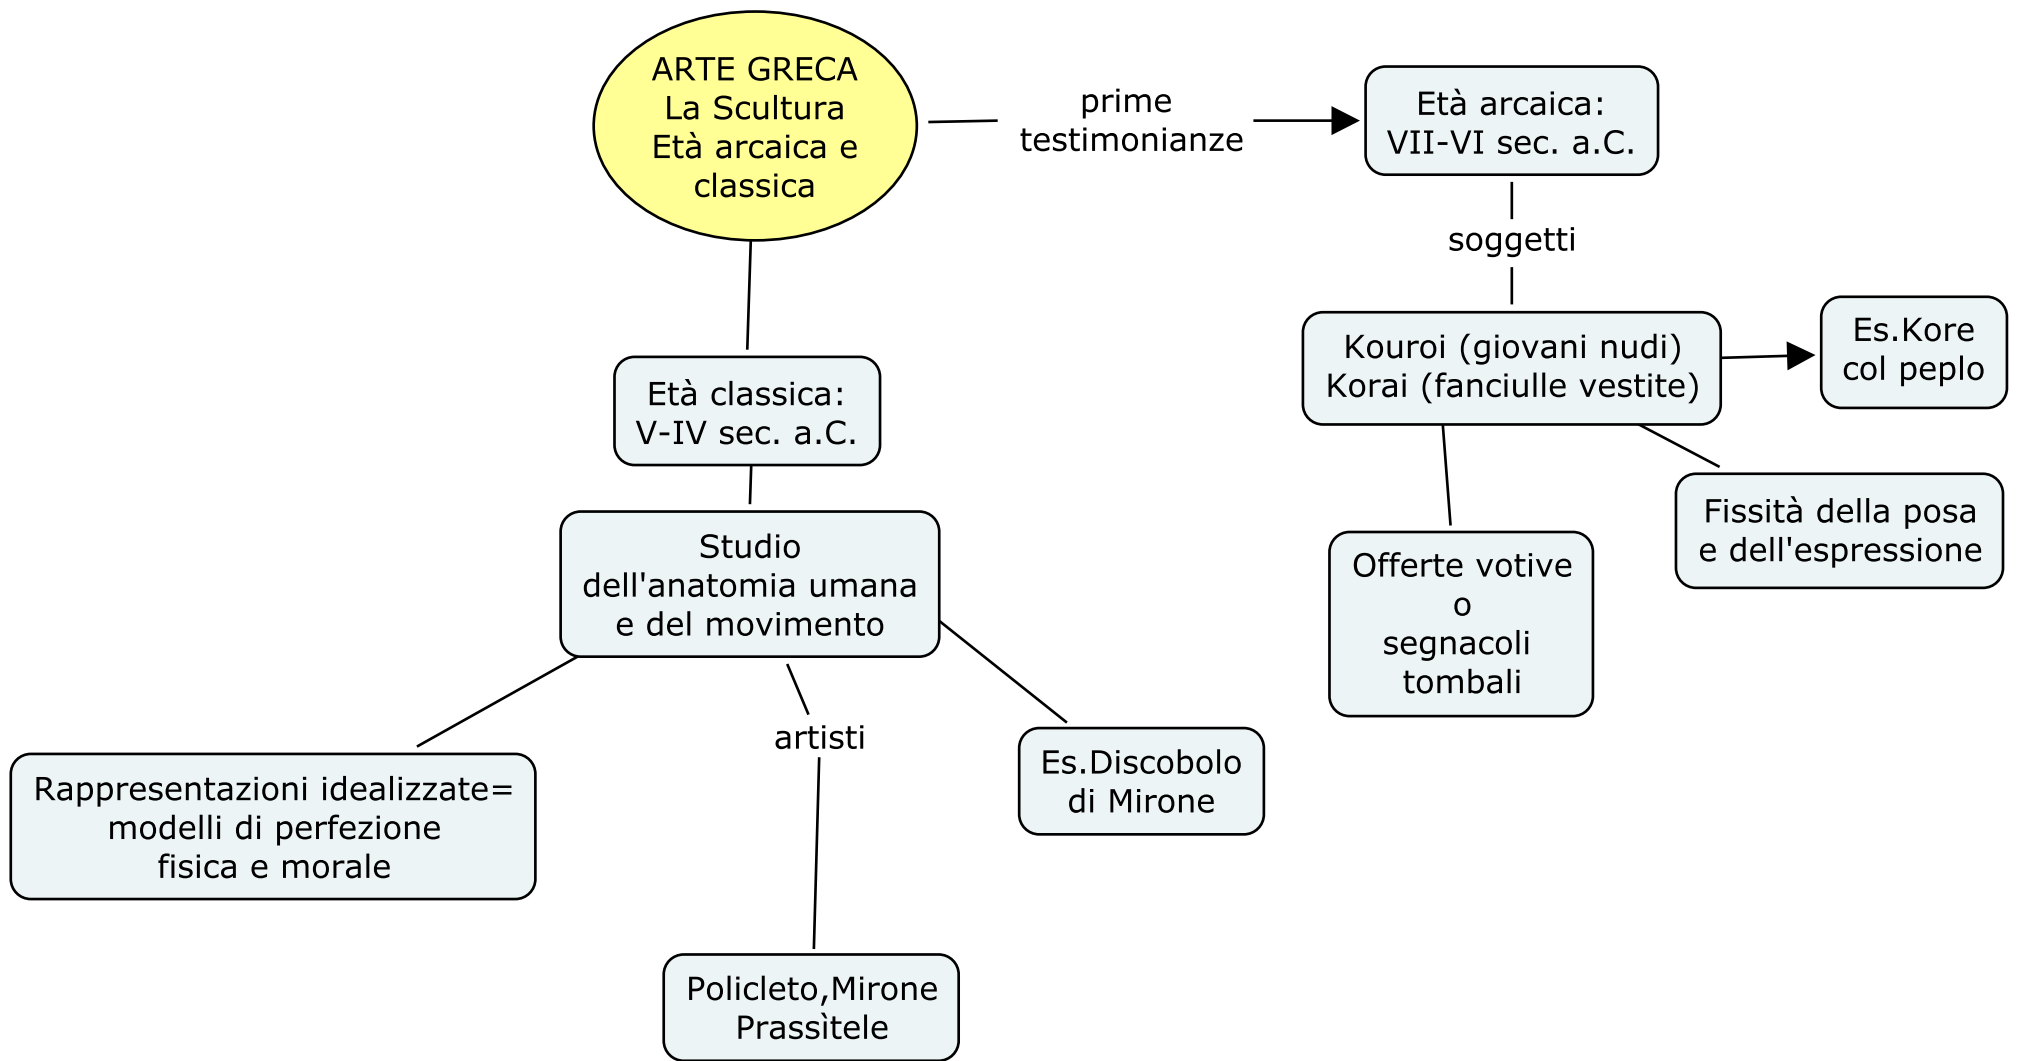 ARTE GRECA
La Scultura
Età arcaica e
classica
prime
testimonianze
Età arcaica:
VII-VI sec. a.C.
soggetti
Kouroi (giovani nudi)
Korai (fanciulle vestite)
Es.Kore
col peplo
Offerte votive
o
segnacoli
tombali
Fissità della posa
e dell'espressione
Età classica:
V-IV sec. a.C.
Studio
dell'anatomia umana
e del movimento
Rappresentazioni idealizzate=
modelli di perfezione
fisica e morale
artisti
Policleto,Mirone
Prassìtele
Es.Discobolo
di Mirone